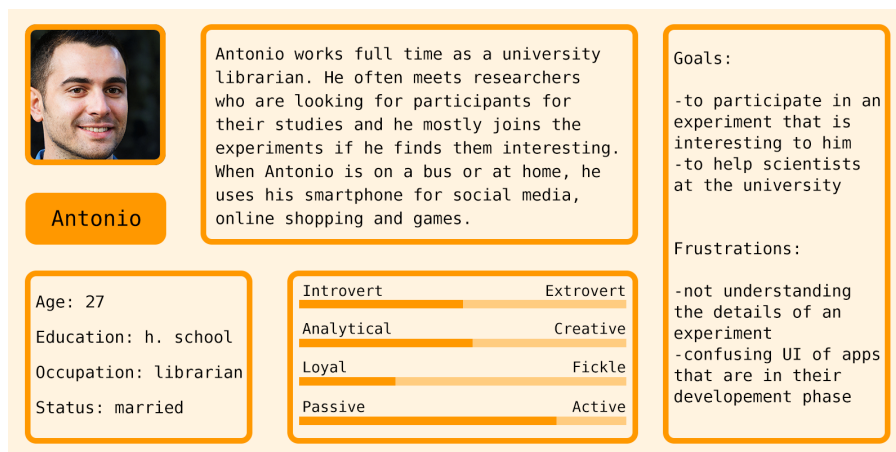 Antonio
Antonio works full time as a university
librarian. He often meets researchers
who are looking for participants for
their studies and he mostly joins the
experiments if he finds them interesting.
When Antonio is on a bus or at home, he
uses his smartphone for social media,
online shopping and games.
Age: 27
Education: h. school
Occupation: librarian
Status: married
Introvert Extrovert
Analytical Creative
Loyal Fickle
Passive Active
Goals:
-to participate in an
experiment that is
interesting to him
-to help scientists
at the university
Frustrations:
-not understanding
the details of an
experiment
-confusing UI of apps
that are in their
developement phase